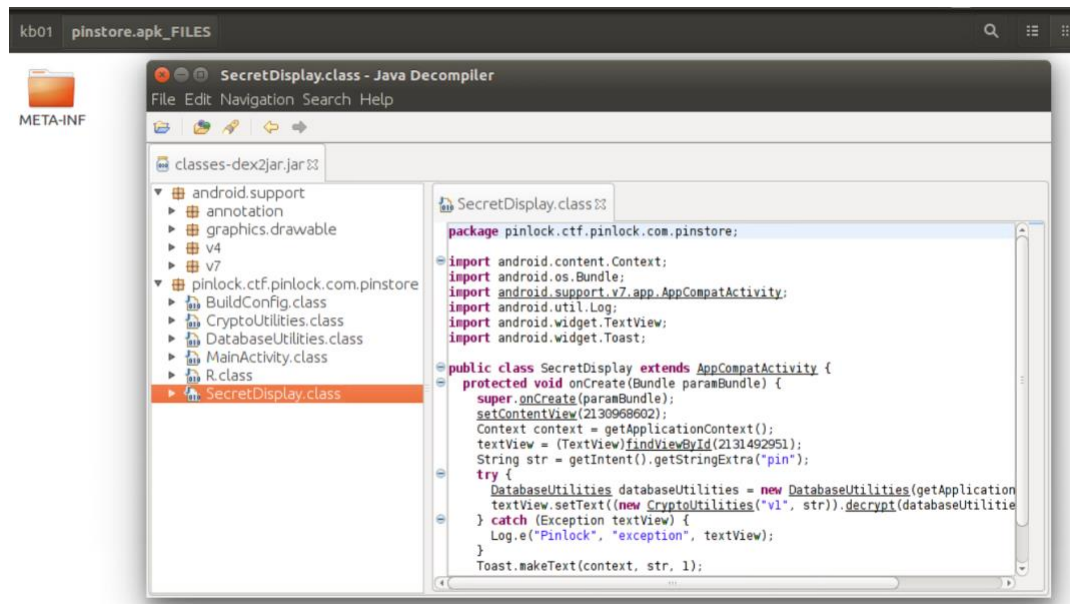 kb01 pinstore.apk_FILES
META-INF
SecretDisplay.class - Java Decompiler
File Edit Navigation Search Help
classes-dex2jar.jar
android.support
annotation
graphics.drawable
v4
v7
pinlock.ctf.pinlock.com.pinstore
BuildConfig.class
CryptoUtilities.class
DatabaseUtilities.class
MainActivity.class
R.class
SecretDisplay.class
SecretDisplay.class
package pinlock.ctf.pinlock.com.pinstore;
import android.content.Context;
import android.os.Bundle;
import android.support.v7.app.AppCompatActivity;
import android.util.Log;
import android.widget.TextView;
import android.widget.Toast;
public class SecretDisplay extends AppCompatActivity {
protected void onCreate(Bundle paramBundle) {
super.onCreate(paramBundle);
setContentView(2130968602);
Context context = getApplicationContext();
textView = (TextView)findViewById(2131492951);
String str = getIntent().getStringExtra("pin");
try {
DatabaseUtilities databaseUtilities = new DatabaseUtilities(getApplication
textView.setText((new CryptoUtilities("v1", str)).decrypt(databaseUtilitie
} catch (Exception textView) {
Log.e("Pinlock", "exception", textView);
}
Toast.makeText(context, str, 1);